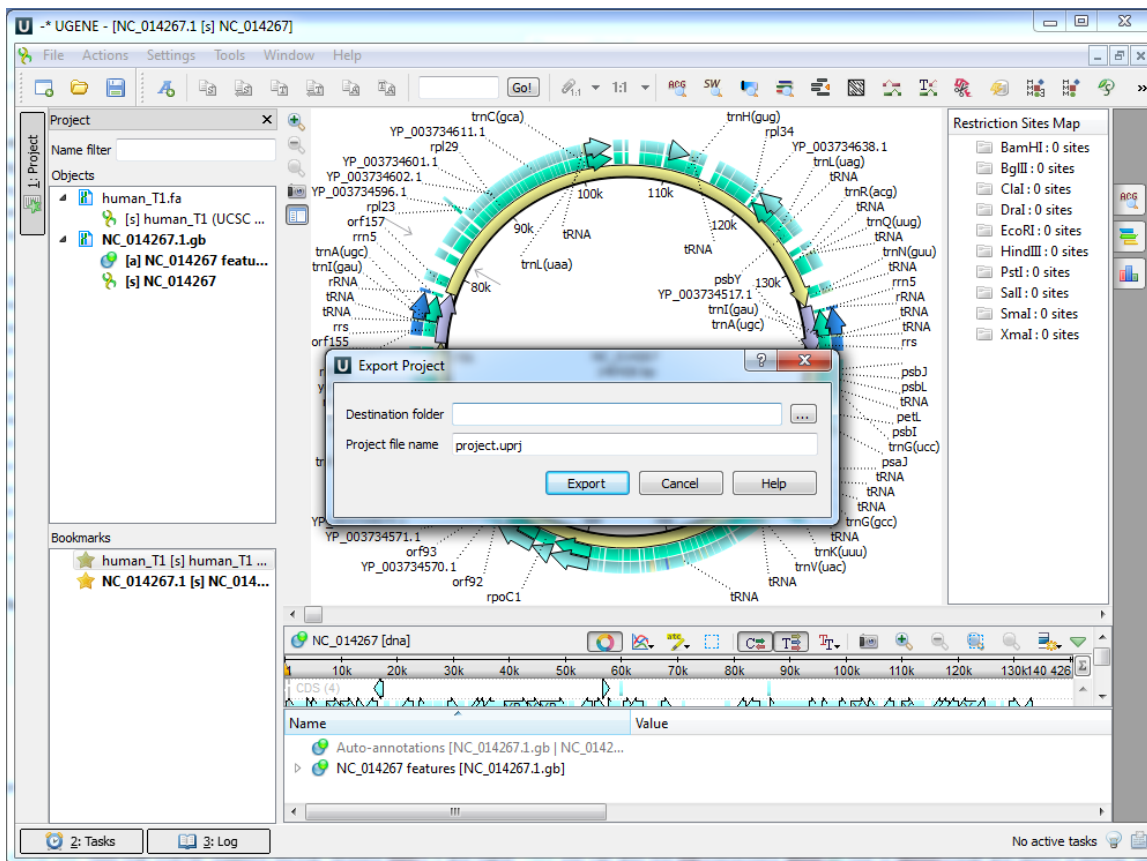 -* UGENE - [NC_014267.1 [s] NC_014267]
File Actions Settings Tools Window Help
Go!
1:1
1: Project
Project
Name filter
Objects
human_T1.fa
[s] human_T1 (UCSC ...
NC_014267.1.gb
[a] NC_014267 featu...
[s] NC_014267
trnC(gca)
YP_003734611.1
rpl29
YP_003734601.1
YP_003734602.1
YP_003734596.1
rpl23
orf157
rrn5
trnA(ugc)
trnI(gau)
rRNA
tRNA
tRNA
rrs
orf155
80k
90k
100k
110k
120k
130k
trnL(uaa)
tRNA
tRNA
psbY
YP_003734517.1
trnI(gau)
trnA(ugc)
trnH(gug)
rpl34
YP_003734638.1
trnL(uag)
tRNA
trnR(acg)
tRNA
trnQ(uug)
tRNA
trnN(guu)
tRNA
rrn5
rRNA
tRNA
tRNA
rrs
psbJ
psbL
tRNA
petL
psbI
trnG(ucc)
psaJ
tRNA
tRNA
trnG(gcc)
trnK(uuu)
trnV(uac)
tRNA
tRNA
YP_003734571.1
orf93
YP_003734570.1
orf92
rpoC1
Restriction Sites Map
BamHI : 0 sites
BglII : 0 sites
ClaI : 0 sites
DraI : 0 sites
EcoRI : 0 sites
HindIII : 0 sites
PstI : 0 sites
SalI : 0 sites
SmaI : 0 sites
XmaI : 0 sites
Export Project
Destination folder
...
Project file name project.uprj
Export Cancel Help
Bookmarks
human_T1 [s] human_T1 ...
NC_014267.1 [s] NC_014...
NC_014267 [dna]
1 10k 20k 30k 40k 50k 60k 70k 80k 90k 100k 110k 120k 130k 140 426
CDS (4)
Name Value
Auto-annotations [NC_014267.1.gb | NC_0142...
NC_014267 features [NC_014267.1.gb]
2: Tasks
3: Log
No active tasks